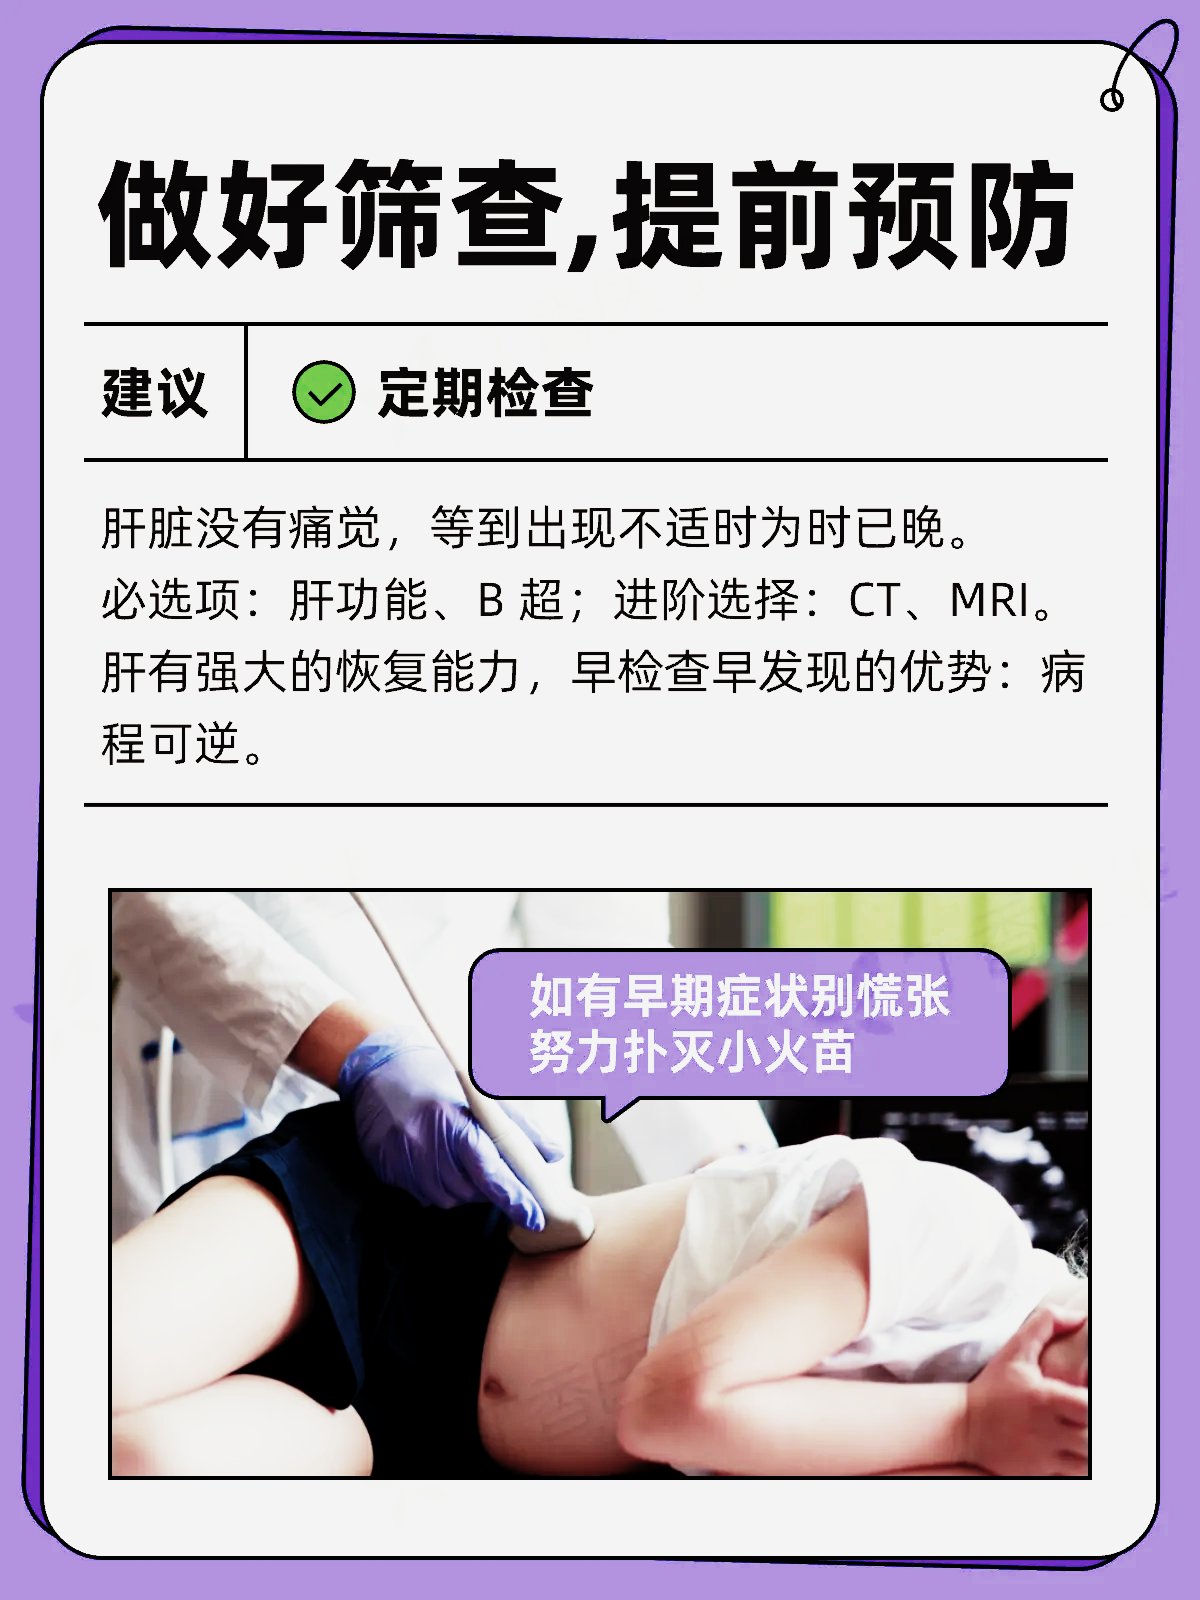 做好筛查,提前预防
建议
定期检查
肝脏没有痛觉，等到出现不适时为时已晚。
必选项：肝功能、B 超；进阶选择：CT、MRI。
肝有强大的恢复能力，早检查早发现的优势：病
程可逆。
如有早期症状别慌张
努力扑灭小火苗